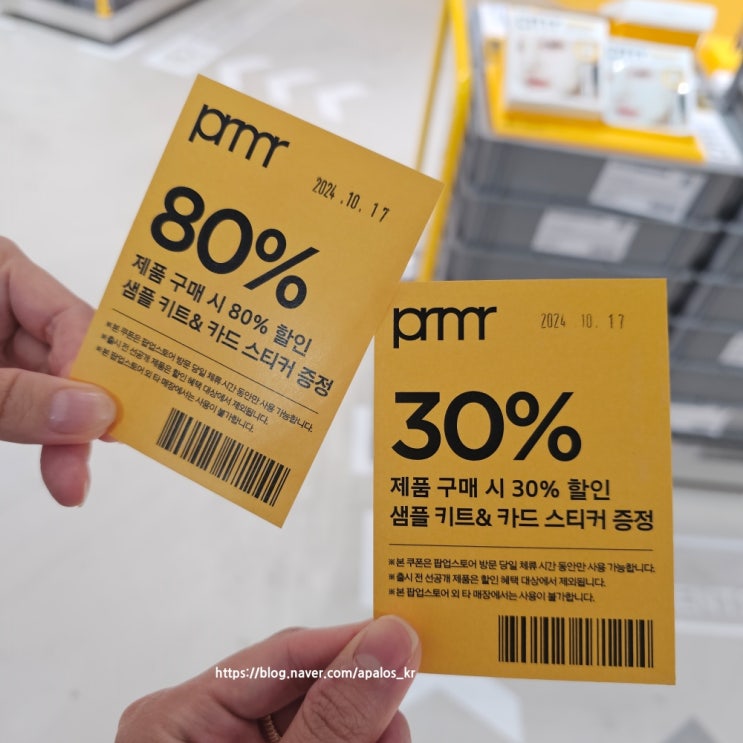 prmr
2024.10.17
80%
제품 구매 시 80% 할인
샘플 키트& 카드 스티커 증정
※본 쿠폰은 팝업스토어 방문 당일 체류 시간 동안만 사용 가능합니다.
※출시 전 선공개 제품은 할인 혜택 대상에서 제외됩니다.
※본 팝업스토어 외 타 매장에서는 사용이 불가합니다.
prmr
2024.10.17
30%
제품 구매 시 30% 할인
샘플 키트& 카드 스티커 증정
※본 쿠폰은 팝업스토어 방문 당일 체류 시간 동안만 사용 가능합니다.
※출시 전 선공개 제품은 할인 혜택 대상에서 제외됩니다.
※본 팝업스토어 외 타 매장에서는 사용이 불가합니다.
https://blog.naver.com/apalos_kr